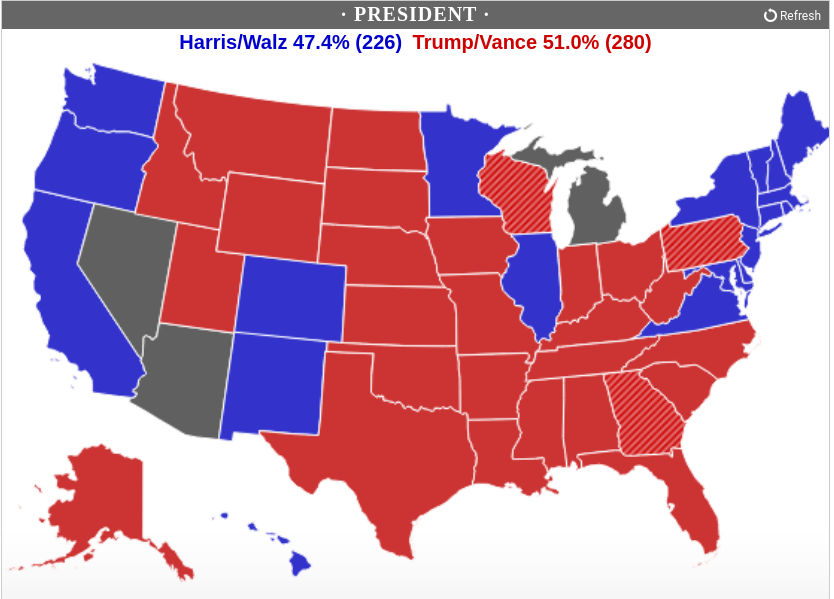 · PRESIDENT ·
Refresh
Harris/Walz 47.4% (226) Trump/Vance 51.0% (280)